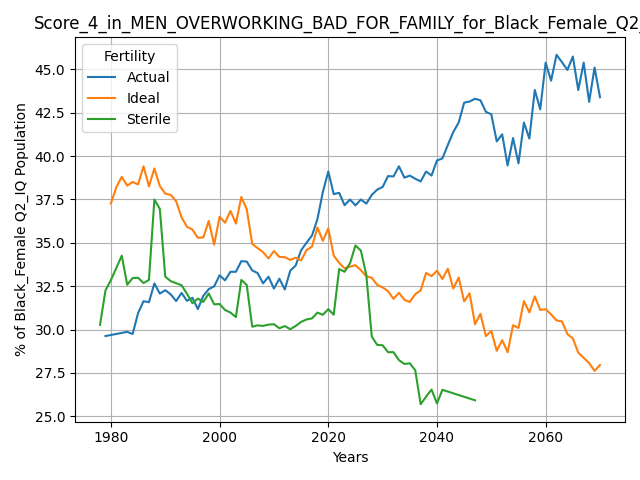 Score_4_in_MEN_OVERWORKING_BAD_FOR_FAMILY_for_Black_Female_Q2_
Fertility
Actual
Ideal
Sterile
45.0
42.5
40.0
37.5
35.0
32.5
30.0
27.5
25.0
% of Black_Female Q2_IQ Population
1980
2000
2020
2040
2060
Years